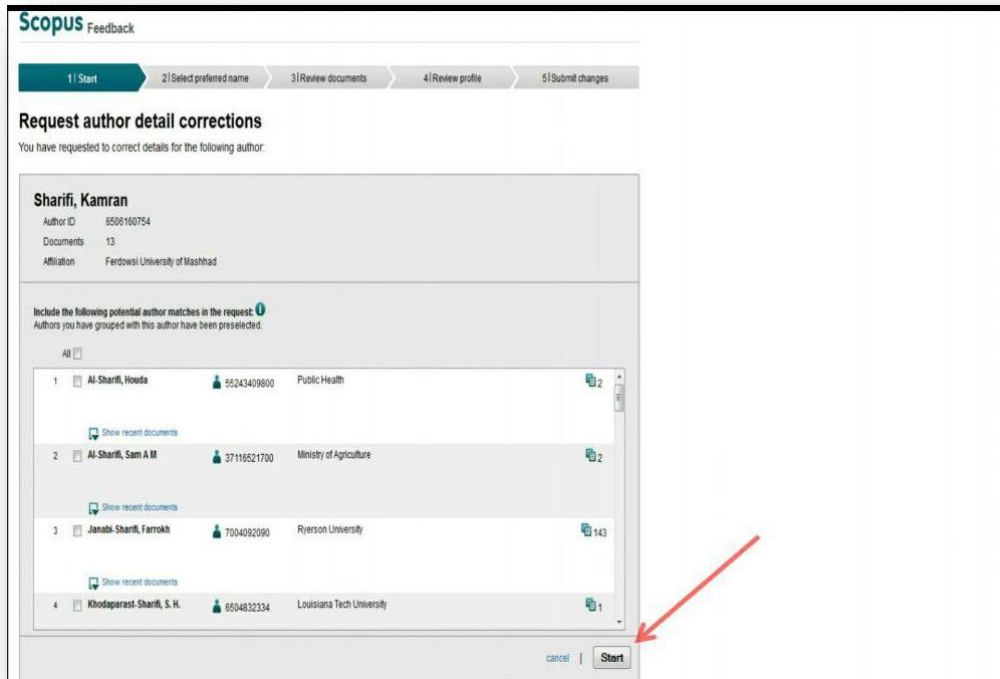 Scopus Feedback
1 | Start 2 | Select preferred name 3 | Review documents 4 | Review profile 5 | Submit changes
Request author detail corrections
You have requested to correct details for the following author:
Sharifi, Kamran
Author ID 6506160754
Documents 13
Affiliation Ferdowsi University of Mashhad
Include the following potential author matches in the request:
Authors you have grouped with this author have been preselected.
All
1 Al-Sharifi, Houda 55243409800 Public Health 2
Show recent documents
2 Al-Sharifi, Sam A M 37116521700 Ministry of Agriculture 2
Show recent documents
3 Janabi-Sharifi, Farrokh 7004092090 Ryerson University 143
Show recent documents
4 Khodaparast-Sharifi, S. H. 6504832334 Louisiana Tech University 1
cancel | Start